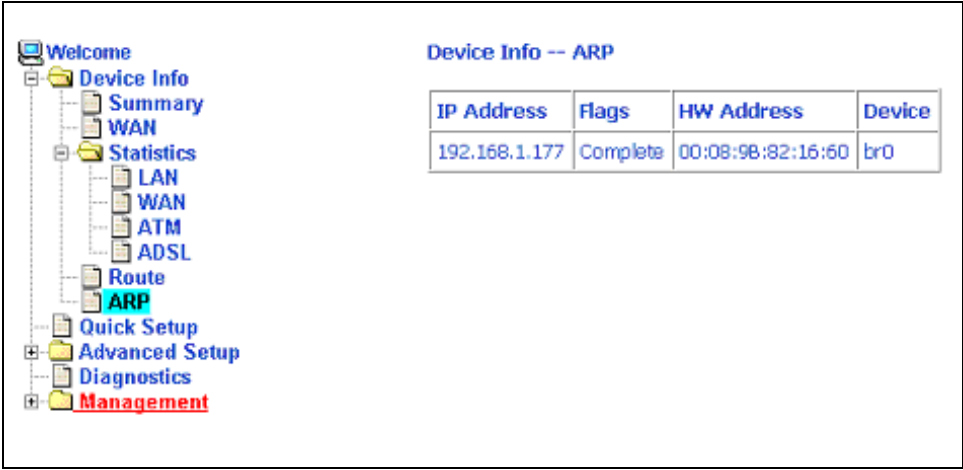 Welcome
Device Info
Summary
WAN
Statistics
LAN
WAN
ATM
ADSL
Route
ARP
Quick Setup
Advanced Setup
Diagnostics
Management
Device Info -- ARP
IP Address Flags HW Address Device
192.168.1.177 Complete 00:08:9B:82:16:60 br0